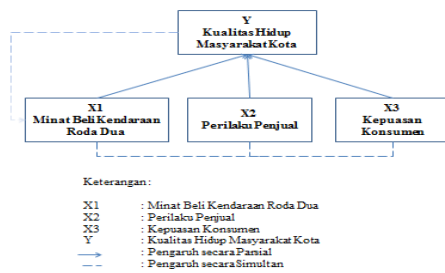 Y
Kualitas Hidup
Masyarakat Kota
X1
Minat Beli Kendaraan
Roda Dua
X2
Perilaku Penjual
X3
Kepuasan
Konsumen
Keterangan:
X1 : Minat Beli Kendaraan Roda Dua
X2 : Perilaku Penjual
X3 : Kepuasan Konsumen
Y : Kualitas Hidup Masyarakat Kota
: Pengaruh secara Parsial
: Pengaruh secara Simultan